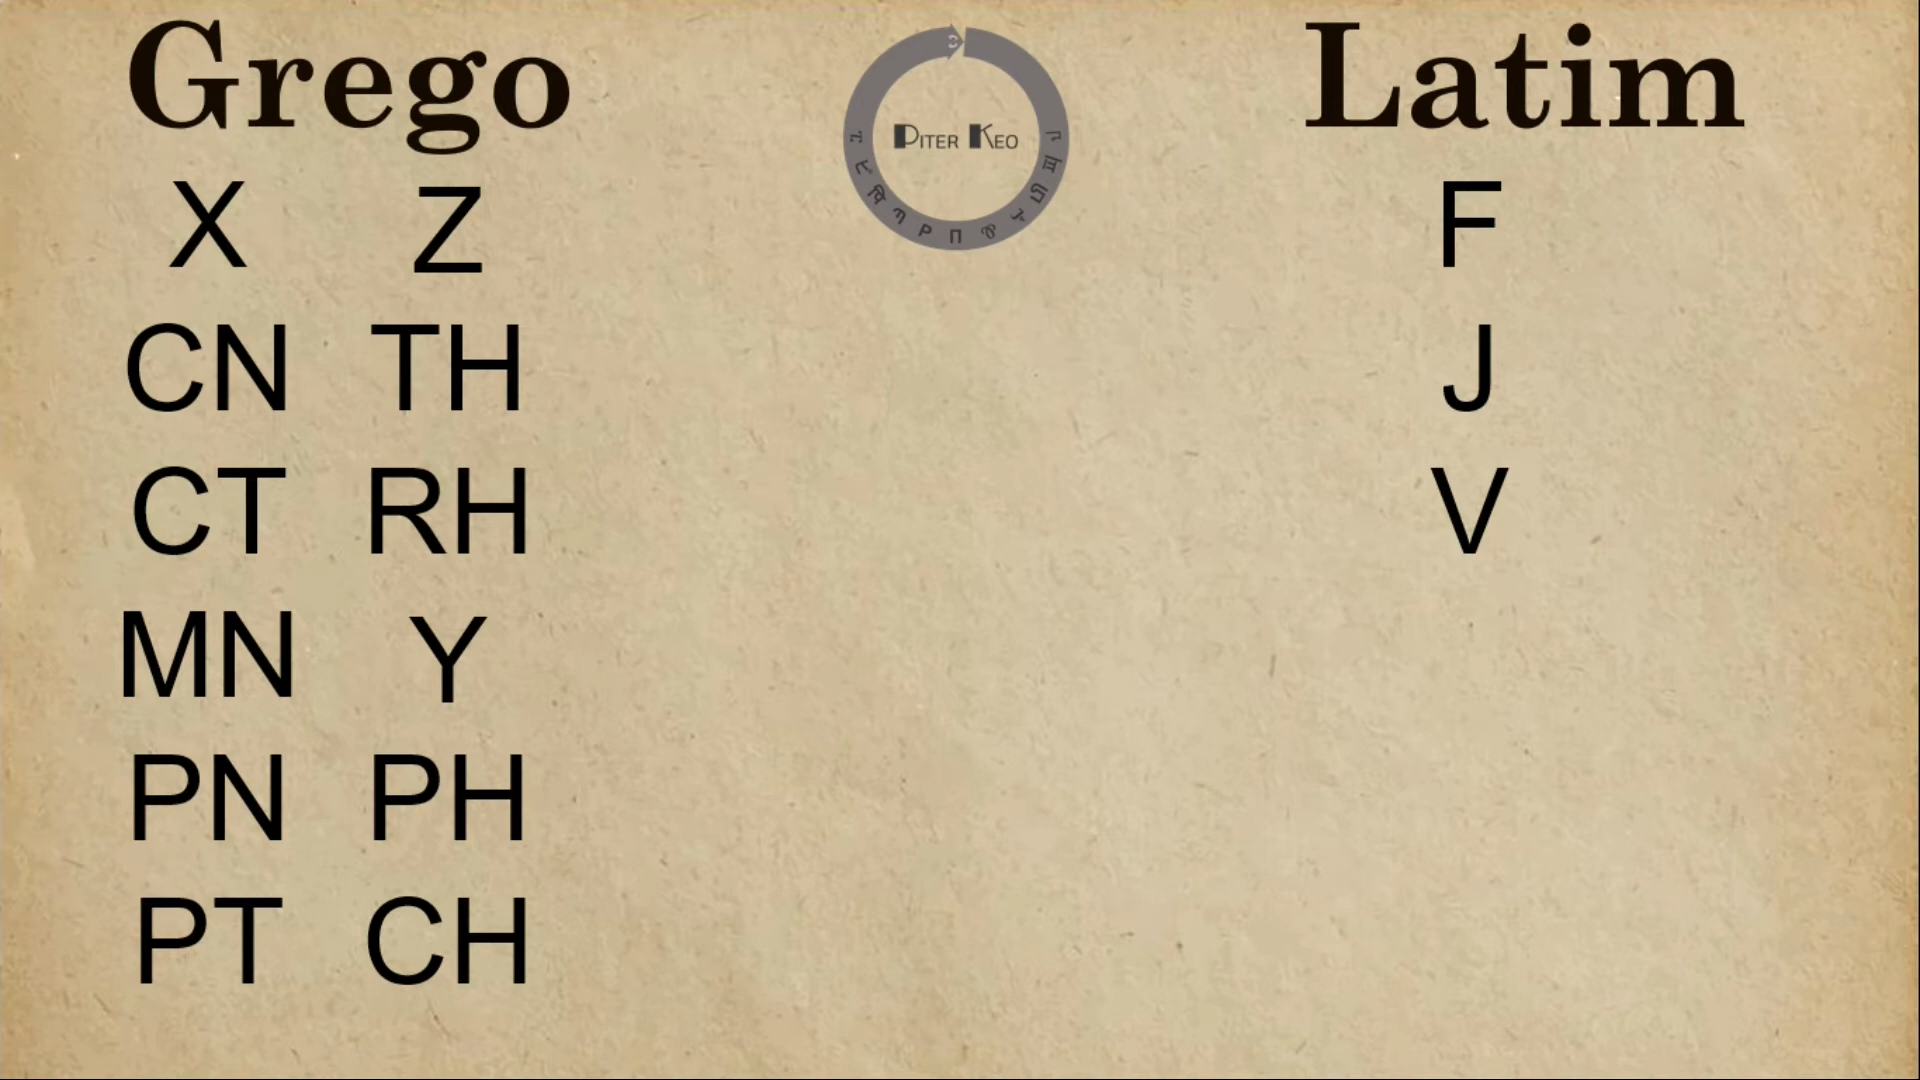 Grego Latim
PITER KEO
X Z F
CN TH J
CT RH V
MN Y
PN PH
PT CH